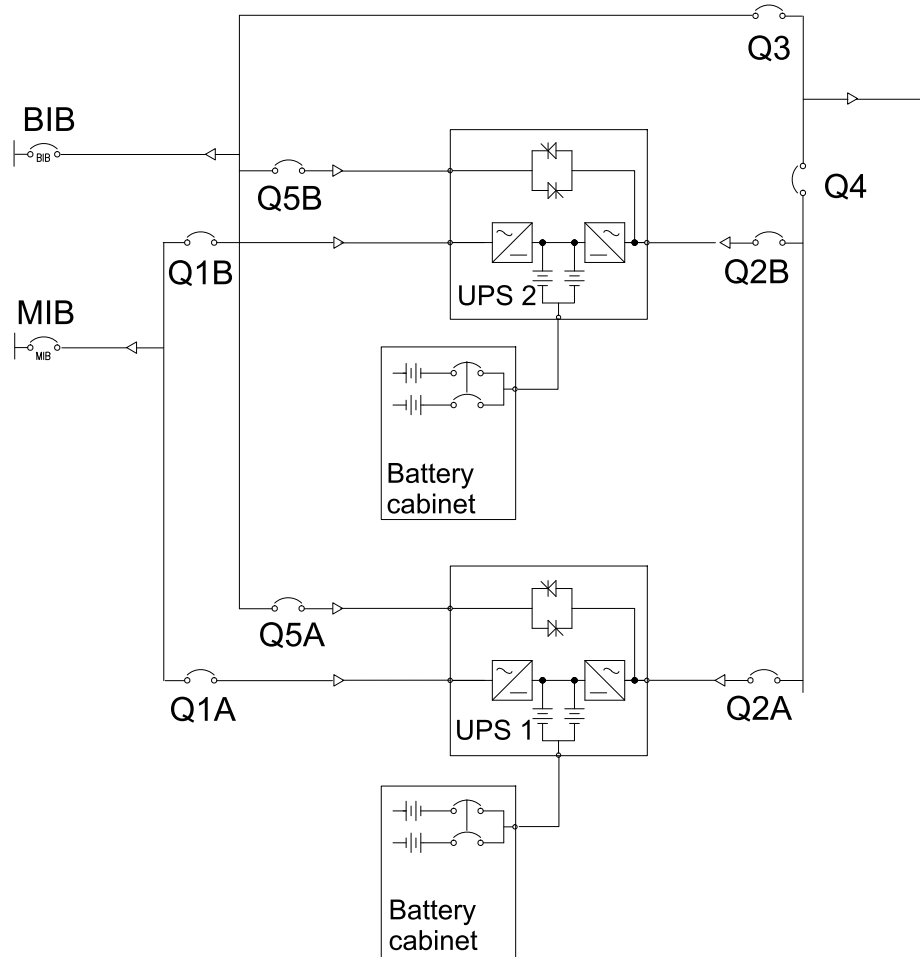 Q3
BIB
BIB
Q5B
Q4
Q1B
Q2B
UPS 2
MIB
MIB
Battery
cabinet
Q5A
Q1A
Q2A
UPS 1
Battery
cabinet